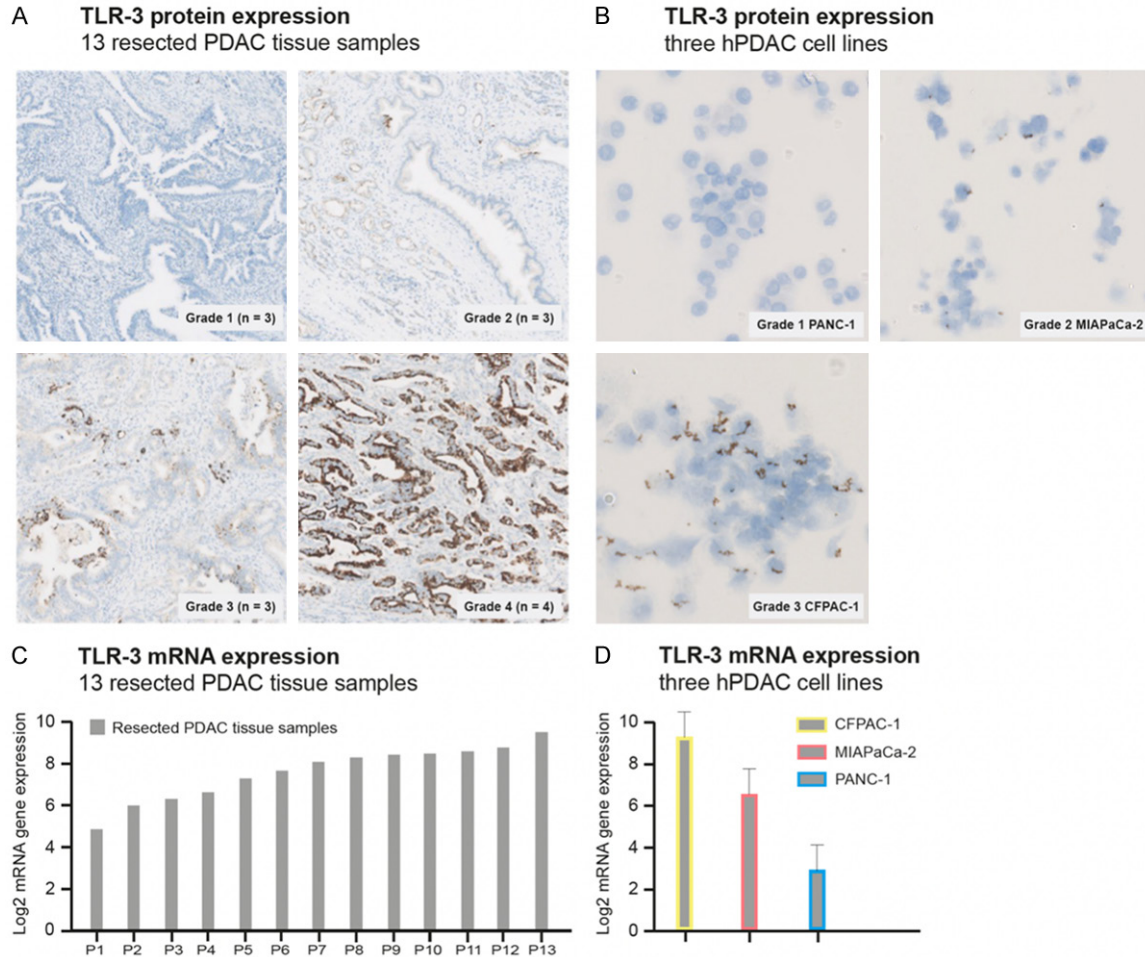 A
TLR-3 protein expression
13 resected PDAC tissue samples
Grade 1 (n = 3)
Grade 2 (n = 3)
Grade 3 (n = 3)
Grade 4 (n = 4)
B
TLR-3 protein expression
three hPDAC cell lines
Grade 1 PANC-1
Grade 2 MIAPaCa-2
Grade 3 CFPAC-1
C
TLR-3 mRNA expression
13 resected PDAC tissue samples
Log2 mRNA gene expression
10
8
6
4
2
0
Resected PDAC tissue samples
P1 P2 P3 P4 P5 P6 P7 P8 P9 P10 P11 P12 P13
D
TLR-3 mRNA expression
three hPDAC cell lines
Log2 mRNA gene expression
10
8
6
4
2
0
CFPAC-1
MIAPaCa-2
PANC-1